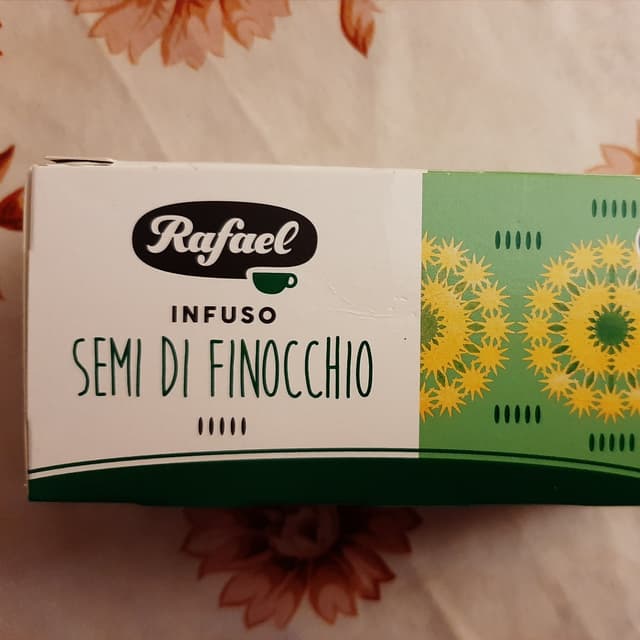 Rafael
INFUSO
SEMI DI FINOCCHIO